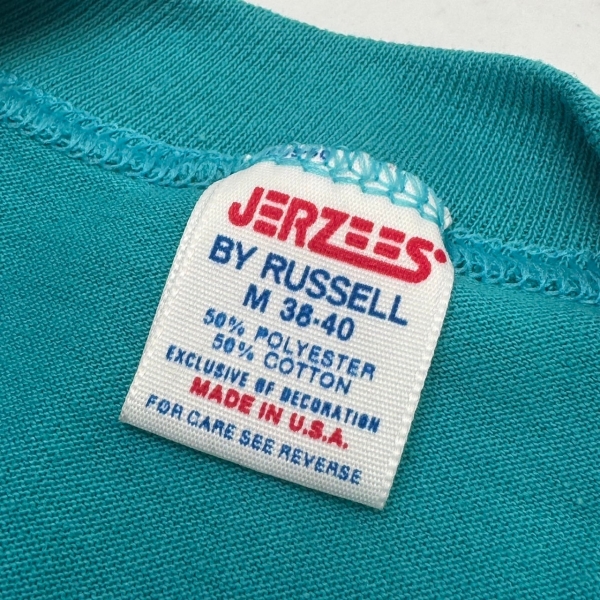 JERZEES
BY RUSSELL
M 38-40
50% POLYESTER
50% COTTON
EXCLUSIVE OF DECORATION
MADE IN U.S.A.
FOR CARE SEE REVERSE